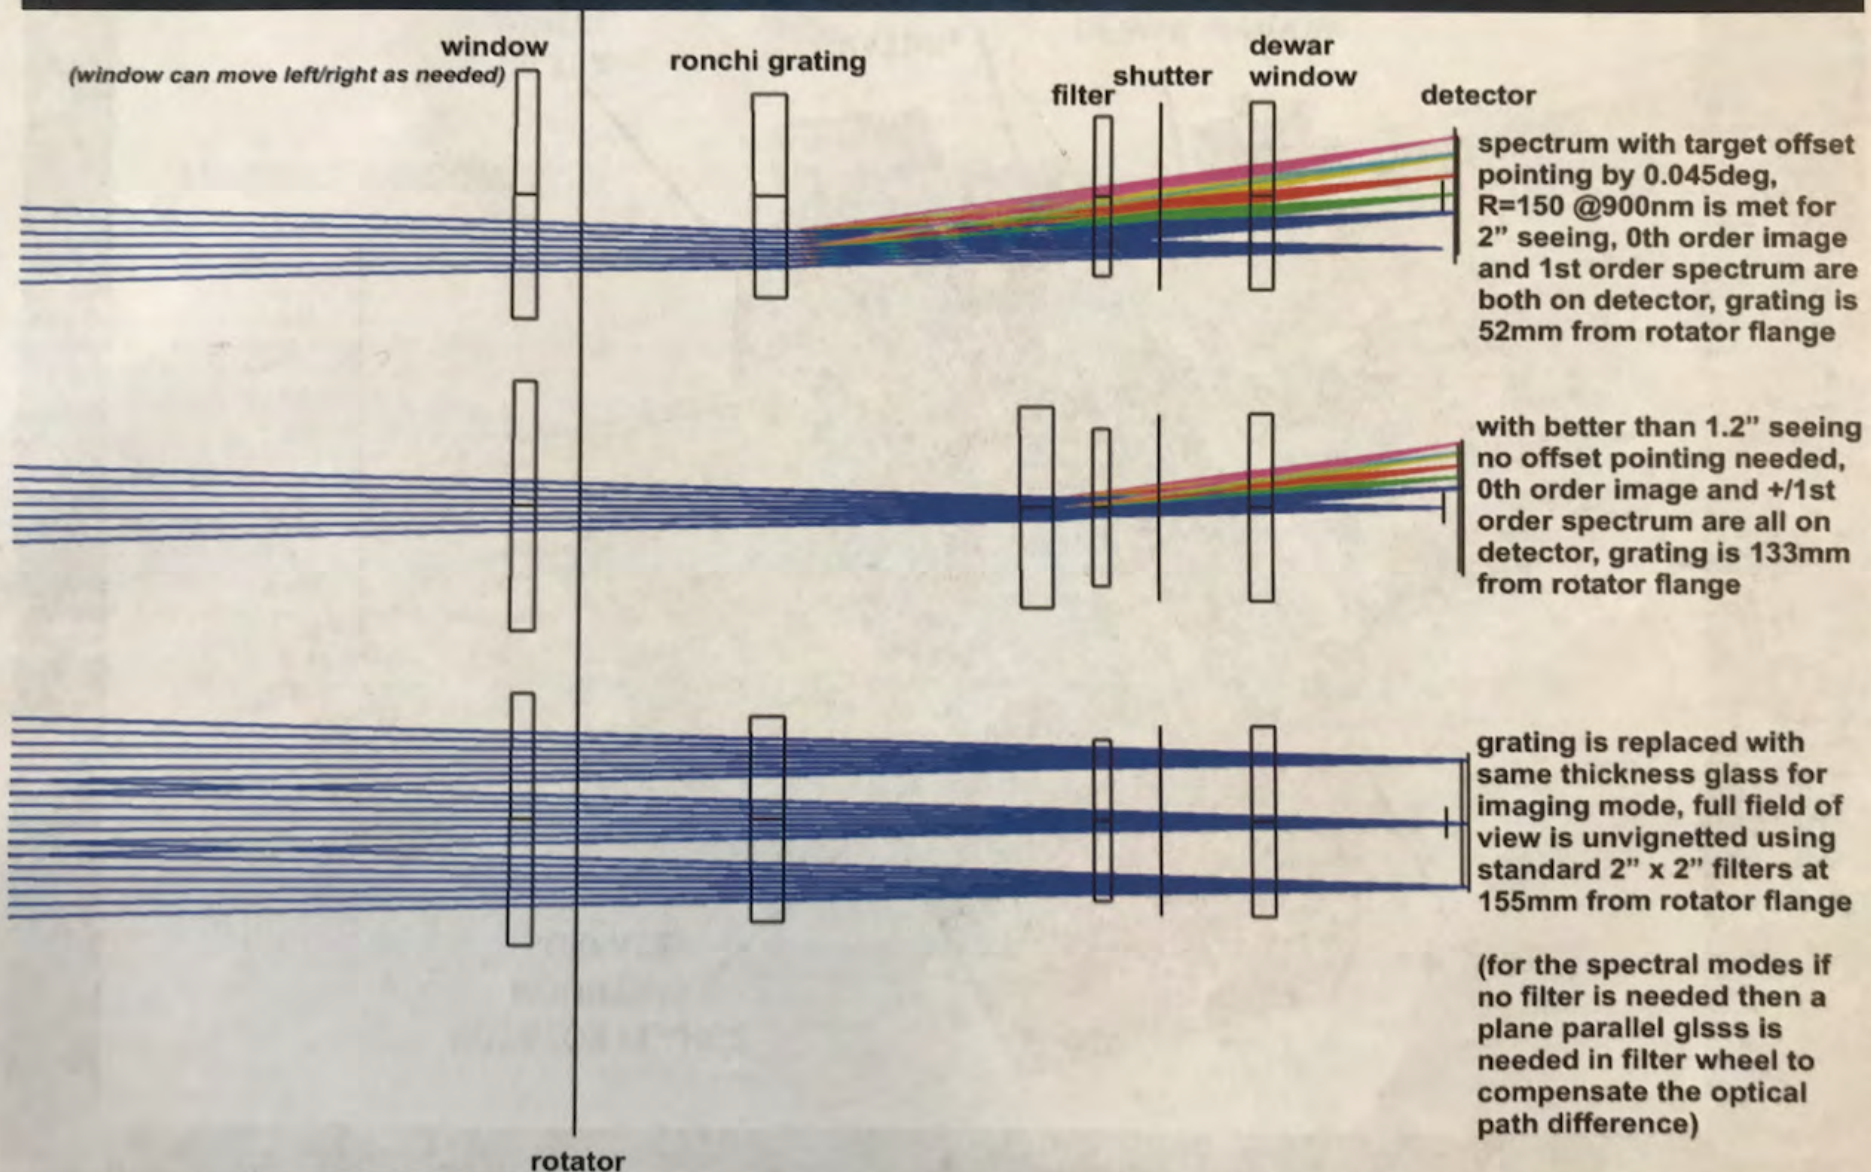 window
(window can move left/right as needed)
ronchi grating
filter
shutter
dewar
window
detector
spectrum with target offset
pointing by 0.045deg,
R=150 @900nm is met for
2” seeing, 0th order image
and 1st order spectrum are
both on detector, grating is
52mm from rotator flange
with better than 1.2” seeing
no offset pointing needed,
0th order image and +/1st
order spectrum are all on
detector, grating is 133mm
from rotator flange
grating is replaced with
same thickness glass for
imaging mode, full field of
view is unvignetted using
standard 2” x 2” filters at
155mm from rotator flange
(for the spectral modes if
no filter is needed then a
plane parallel glsss is
needed in filter wheel to
compensate the optical
path difference)
rotator